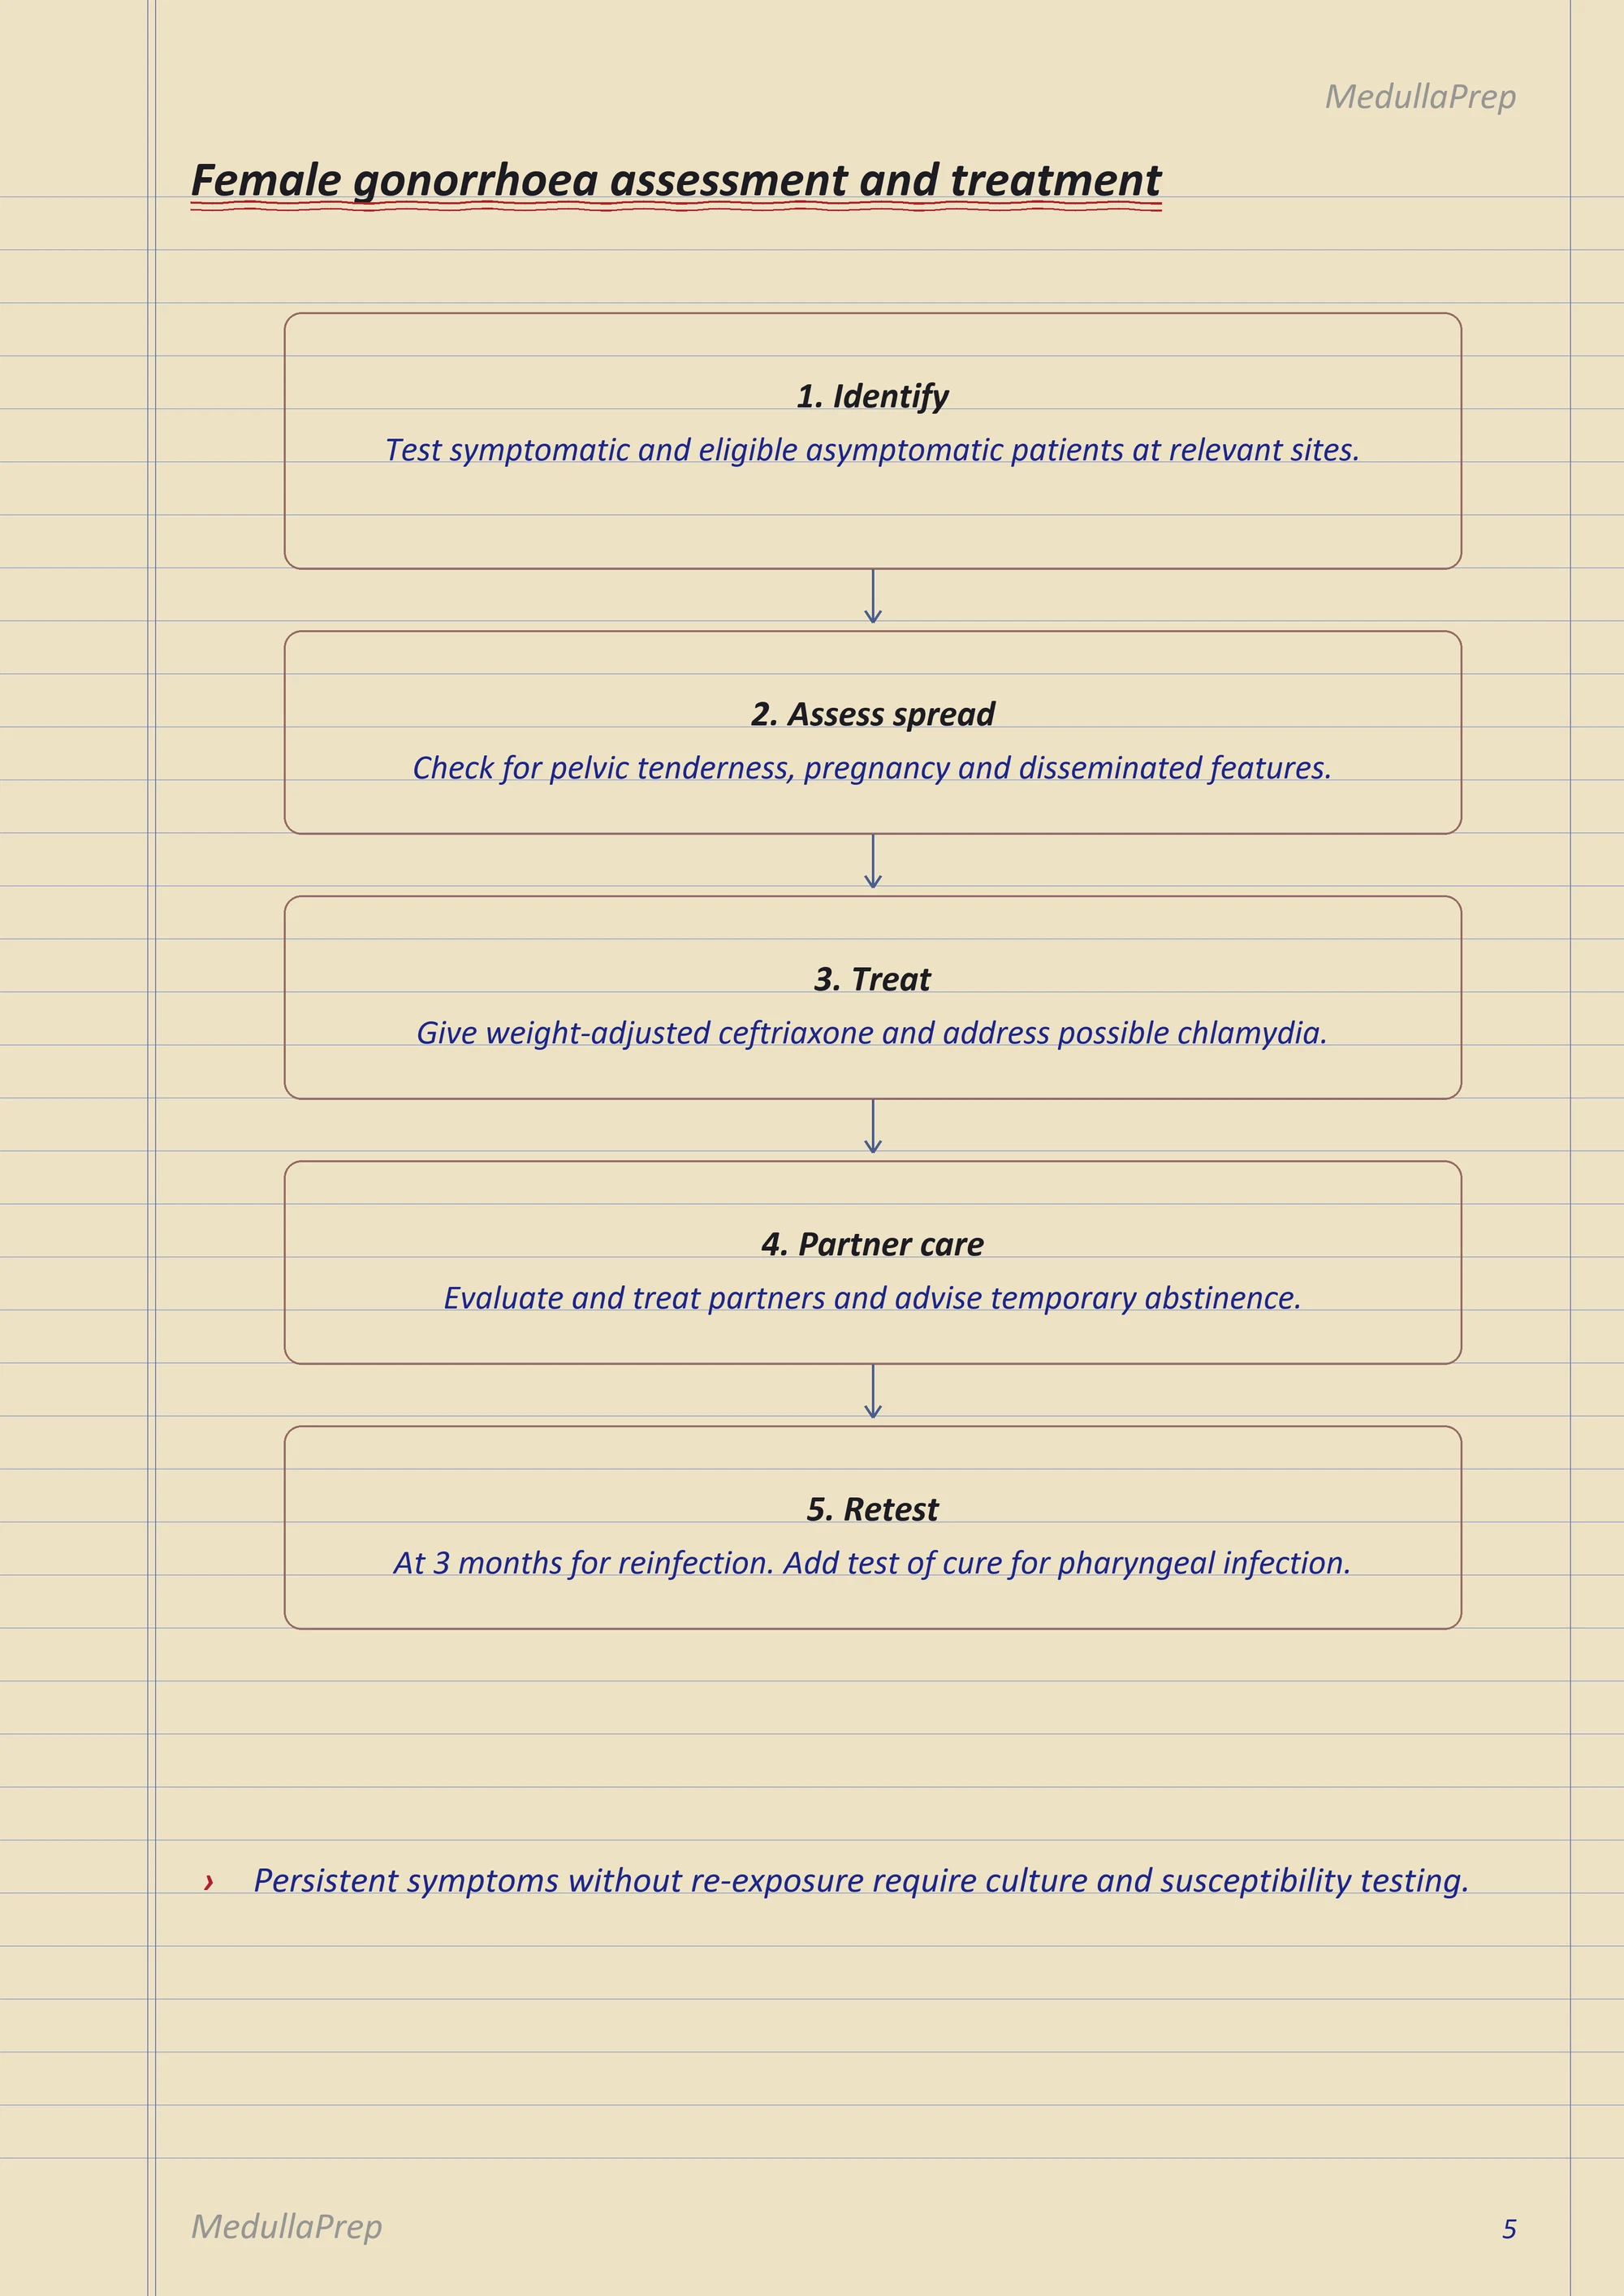 MedullaPrep
Female gonorrhoea assessment and treatment
1. Identify
Test symptomatic and eligible asymptomatic patients at relevant sites.
2. Assess spread
Check for pelvic tenderness, pregnancy and disseminated features.
3. Treat
Give weight-adjusted ceftriaxone and address possible chlamydia.
4. Partner care
Evaluate and treat partners and advise temporary abstinence.
5. Retest
At 3 months for reinfection. Add test of cure for pharyngeal infection.
› Persistent symptoms without re-exposure require culture and susceptibility testing.
MedullaPrep
5